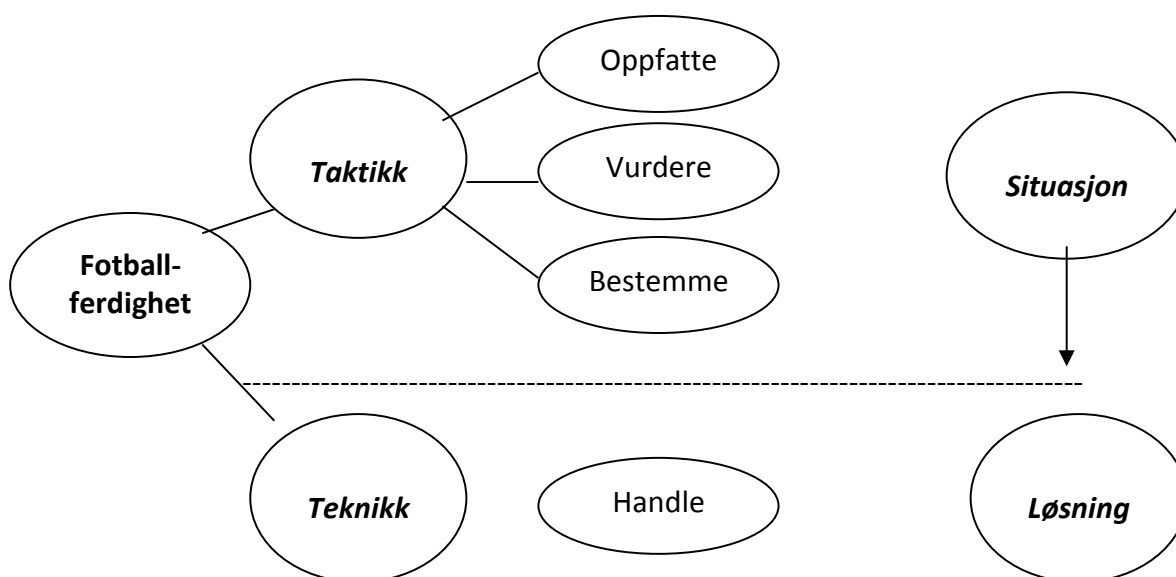 Oppfatte
Taktikk
Vurdere
Situasjon
Fotball-
ferdighet
Bestemme
Teknikk
Handle
Løsning